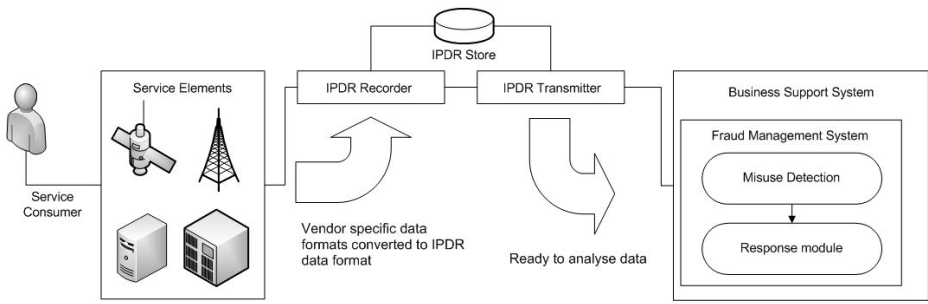 IPDR Store
Service Elements
IPDR Recorder
IPDR Transmitter
Business Support System
Fraud Management System
Misuse Detection
Service
Consumer
Vendor specific data
formats converted to IPDR
data format
Ready to analyse data
Response module